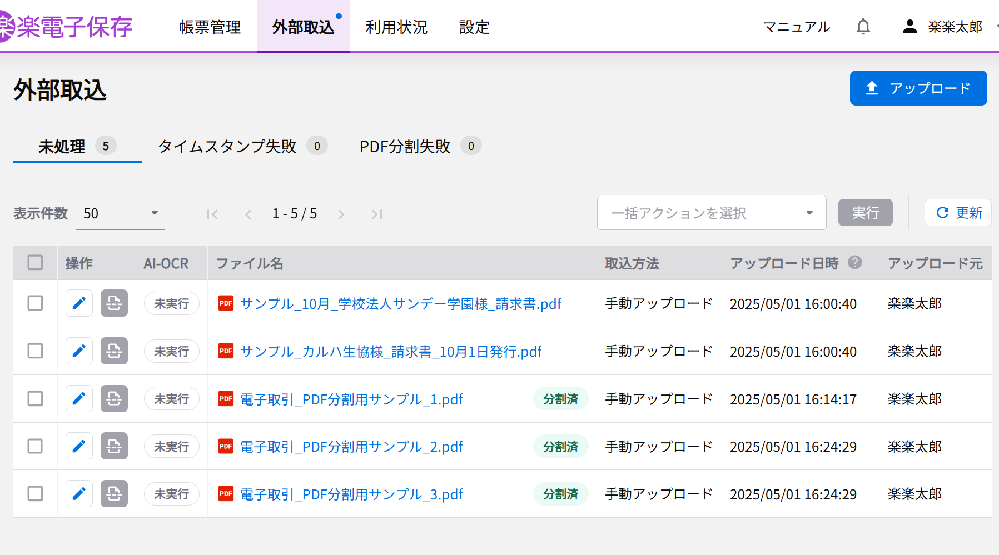 楽楽電子保存
帳票管理
外部取込
利用状況
設定
マニュアル
楽楽太郎
外部取込
アップロード
未処理 5
タイムスタンプ失敗 0
PDF分割失敗 0
表示件数 50
1 - 5 / 5
一括アクションを選択
実行
更新
操作 AI-OCR ファイル名 取込方法 アップロード日時 ? アップロード元
未実行 PDF サンプル_10月_学校法人サンデー学園様_請求書.pdf 手動アップロード 2025/05/01 16:00:40 楽楽太郎
未実行 PDF サンプル_カルハ生協様_請求書_10月1日発行.pdf 手動アップロード 2025/05/01 16:00:40 楽楽太郎
未実行 PDF 電子取引_PDF分割用サンプル_1.pdf 分割済 手動アップロード 2025/05/01 16:14:17 楽楽太郎
未実行 PDF 電子取引_PDF分割用サンプル_2.pdf 分割済 手動アップロード 2025/05/01 16:24:29 楽楽太郎
未実行 PDF 電子取引_PDF分割用サンプル_3.pdf 分割済 手動アップロード 2025/05/01 16:24:29 楽楽太郎